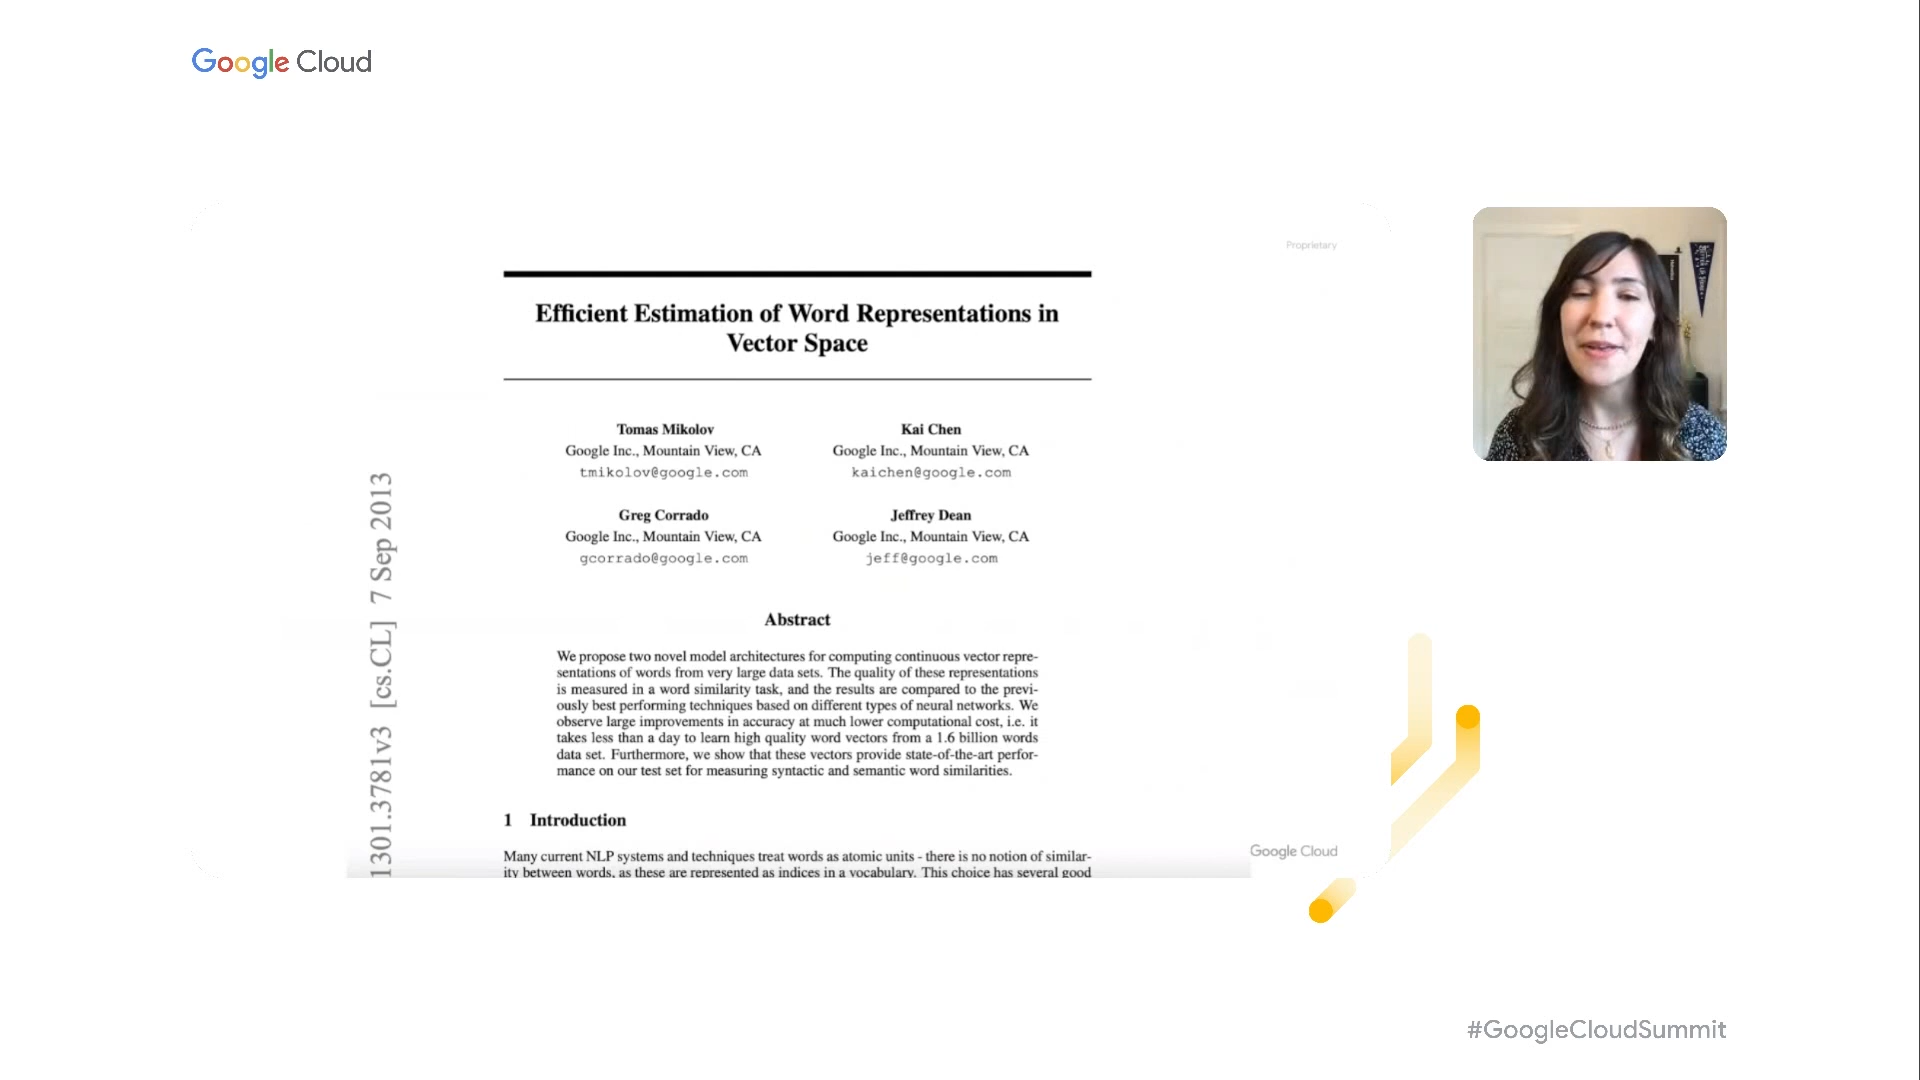 Google Cloud
Proprietary
Efficient Estimation of Word Representations in
Vector Space
Tomas Mikolov
Google Inc., Mountain View, CA
tmikolov@google.com
Kai Chen
Google Inc., Mountain View, CA
kaichen@google.com
Greg Corrado
Google Inc., Mountain View, CA
gcorrado@google.com
Jeffrey Dean
Google Inc., Mountain View, CA
jeff@google.com
Abstract
We propose two novel model architectures for computing continuous vector repre-
sentations of words from very large data sets. The quality of these representations
is measured in a word similarity task, and the results are compared to the previ-
ously best performing techniques based on different types of neural networks. We
observe large improvements in accuracy at much lower computational cost, i.e. it
takes less than a day to learn high quality word vectors from a 1.6 billion words
data set. Furthermore, we show that these vectors provide state-of-the-art perfor-
mance on our test set for measuring syntactic and semantic word similarities.
1 Introduction
Many current NLP systems and techniques treat words as atomic units - there is no notion of similar-
ity between words, as these are represented as indices in a vocabulary. This choice has several good
1301.3781v3 [cs.CL] 7 Sep 2013
Google Cloud
#GoogleCloudSummit